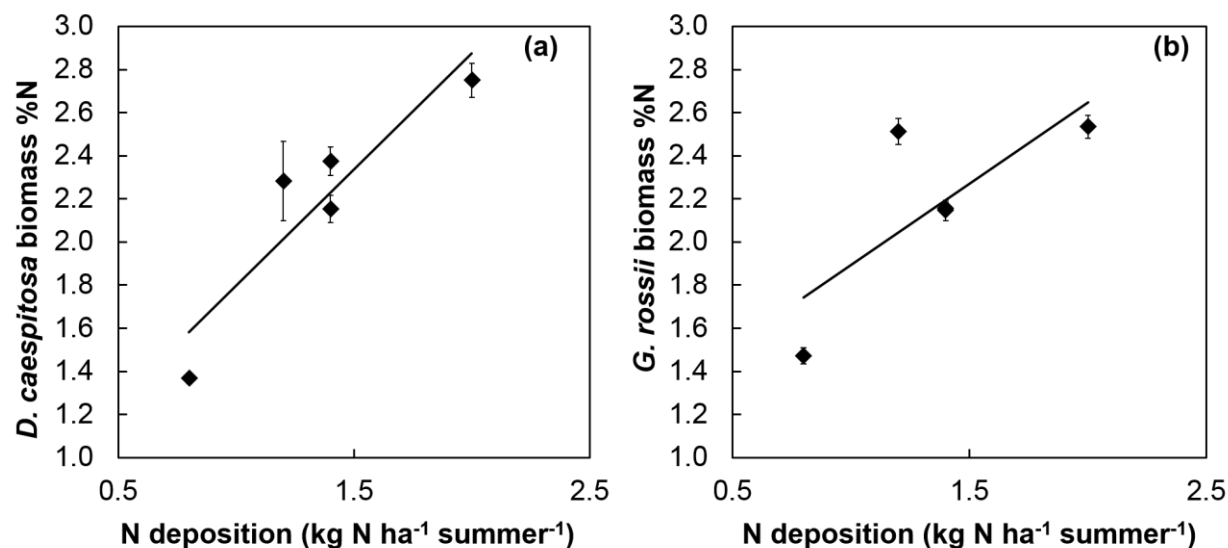 (a)
D. caespitosa biomass %N
3.0
2.8
2.6
2.4
2.2
2.0
1.8
1.6
1.4
1.2
1.0
0.5 1.5 2.5
N deposition (kg N ha⁻¹ summer⁻¹)
(b)
G. rossii biomass %N
3.0
2.8
2.6
2.4
2.2
2.0
1.8
1.6
1.4
1.2
1.0
0.5 1.5 2.5
N deposition (kg N ha⁻¹ summer⁻¹)